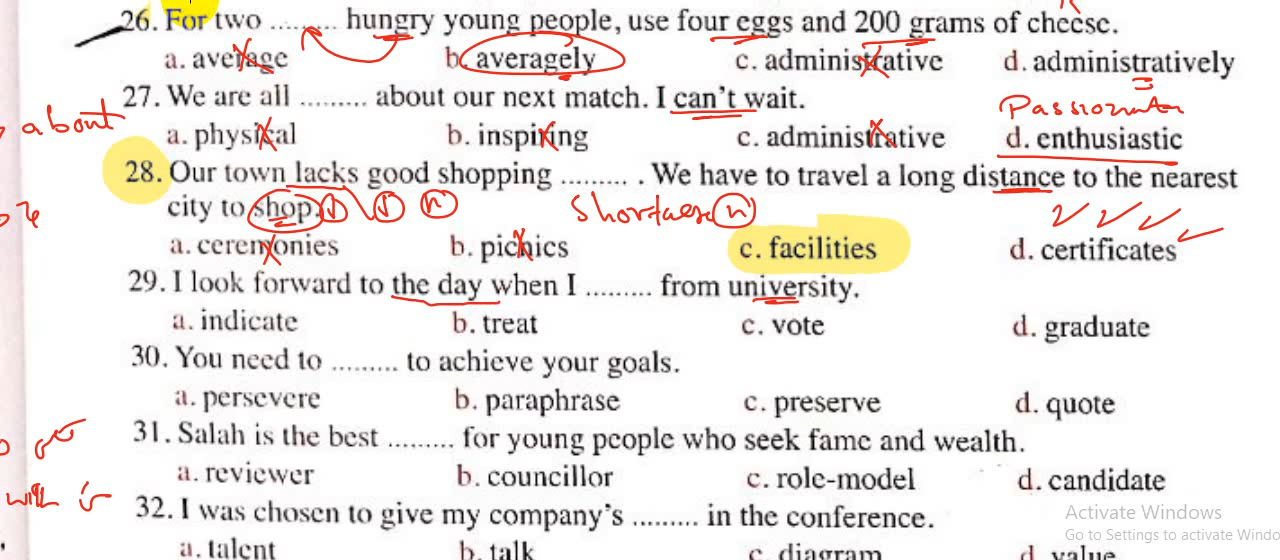 26. For two ......... hungry young people, use four eggs and 200 grams of cheese.
a. average b. averagely c. administrative d. administratively
27. We are all ......... about our next match. I can't wait.
about
a. physical b. inspiring c. administrative d. enthusiastic
28. Our town lacks good shopping ......... . We have to travel a long distance to the nearest
city to shop.
a. ceremonies b. picnics c. facilities d. certificates
29. I look forward to the day when I ......... from university.
a. indicate b. treat c. vote d. graduate
30. You need to ......... to achieve your goals.
a. persevere b. paraphrase c. preserve d. quote
31. Salah is the best ......... for young people who seek fame and wealth.
a. reviewer b. councillor c. role-model d. candidate
with
32. I was chosen to give my company's ......... in the conference.
a. talent b. talk c. diagram d. value
Activate Windows
Go to Settings to activate Windo